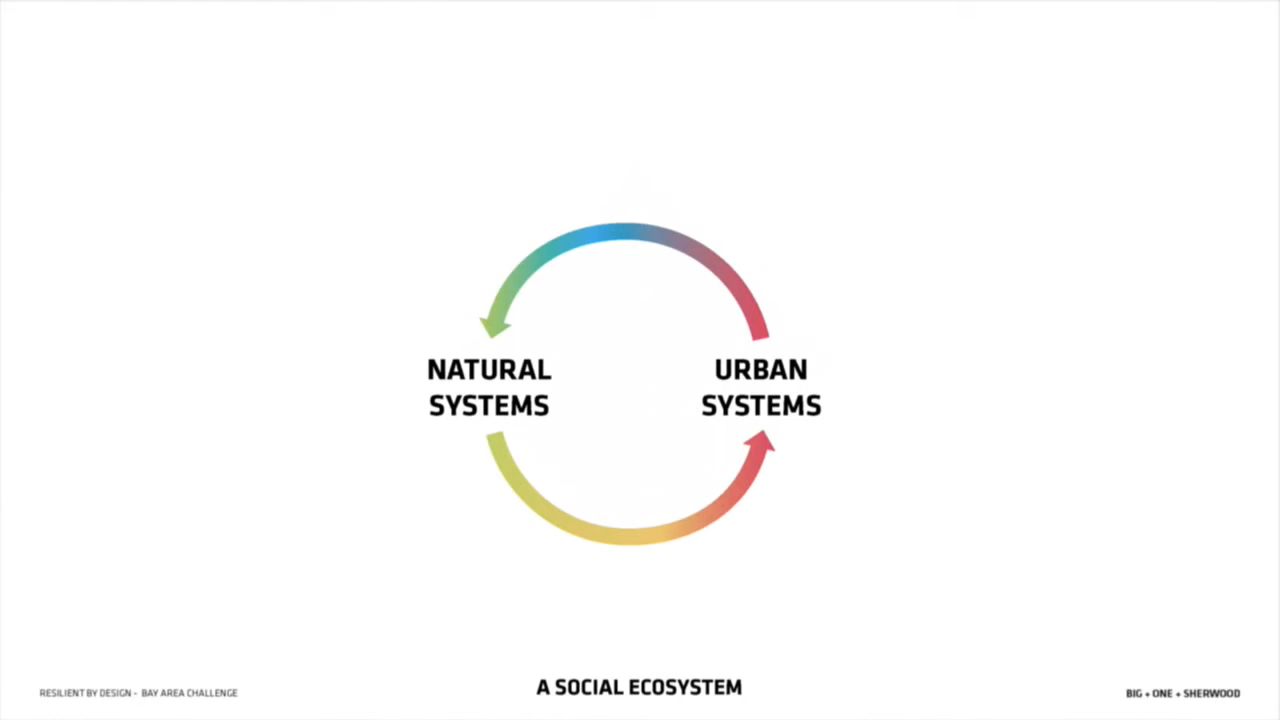 NATURAL
SYSTEMS
URBAN
SYSTEMS
RESILIENT BY DESIGN - BAY AREA CHALLENGE
A SOCIAL ECOSYSTEM
BIG + ONE + SHERWOOD